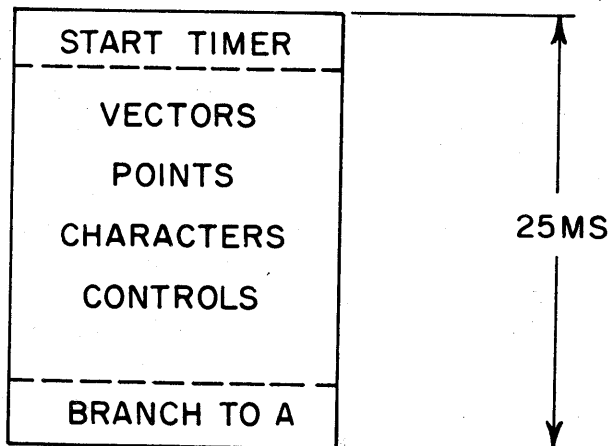 START TIMER
VECTORS
POINTS
CHARACTERS
CONTROLS
25MS
BRANCH TO A